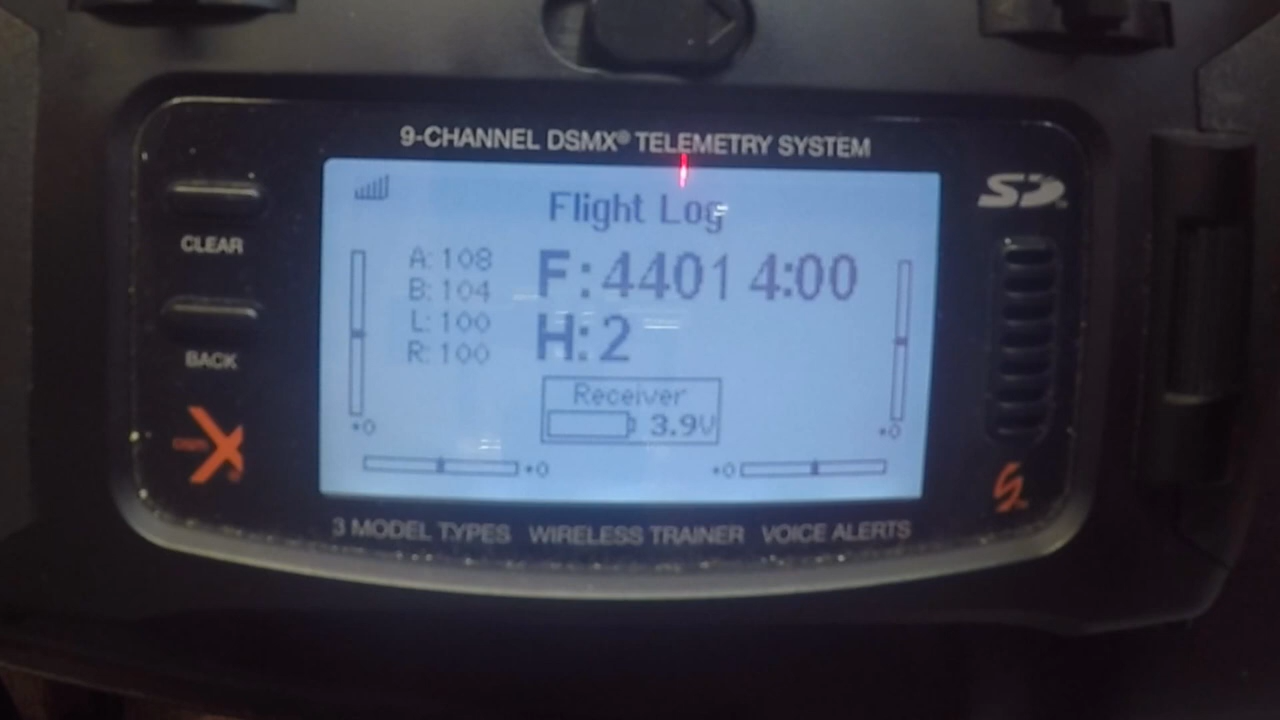 9-CHANNEL DSMX® TELEMETRY SYSTEM
Flight Log
A: 108
B: 104
L: 100
R: 100
F: 4401 4:00
H: 2
Receiver
3.9V
+0
+0
+0
+0
CLEAR
BACK
DSM X
SD
3 MODEL TYPES WIRELESS TRAINER VOICE ALERTS